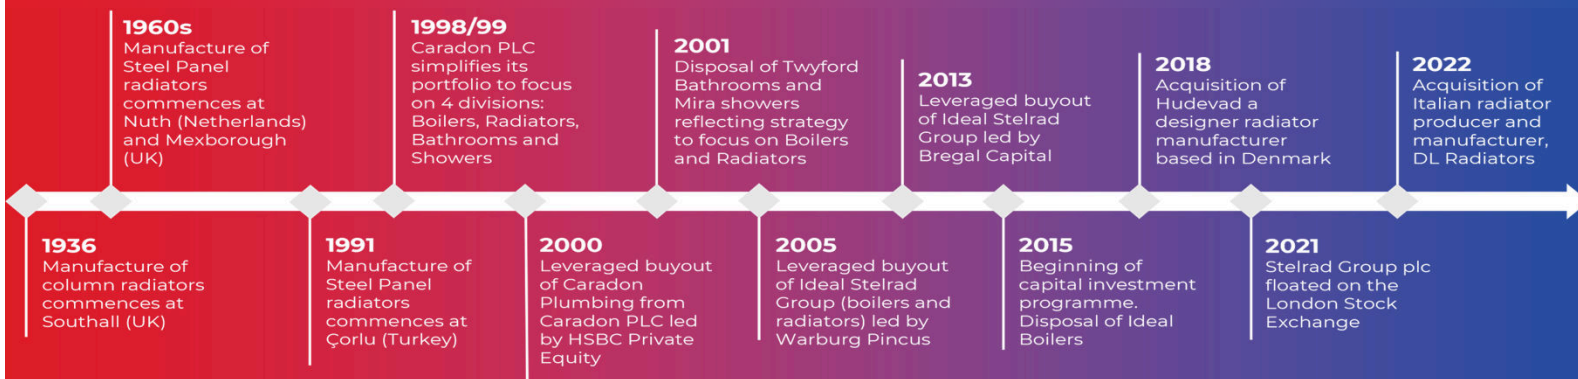 1960s
Manufacture of
Steel Panel
radiators
commences at
Nuth (Netherlands)
and Mexborough
(UK)
1998/99
Caradon PLC
simplifies its
portfolio to focus
on 4 divisions:
Boilers, Radiators,
Bathrooms and
Showers
2001
Disposal of Twyford
Bathrooms and
Mira showers
reflecting strategy
to focus on Boilers
and Radiators
2013
Leveraged buyout
of Ideal Stelrad
Group led by
Bregal Capital
2018
Acquisition of
Hudevad a
designer radiator
manufacturer
based in Denmark
2022
Acquisition of
Italian radiator
producer and
manufacturer,
DL Radiators
1936
Manufacture of
column radiators
commences at
Southall (UK)
1991
Manufacture of
Steel Panel
radiators
commences at
Çorlu (Turkey)
2000
Leveraged buyout
of Caradon
Plumbing from
Caradon PLC led
by HSBC Private
Equity
2005
Leveraged buyout
of Ideal Stelrad
Group (boilers and
radiators) led by
Warburg Pincus
2015
Beginning of
capital investment
programme.
Disposal of Ideal
Boilers
2021
Stelrad Group plc
floated on the
London Stock
Exchange